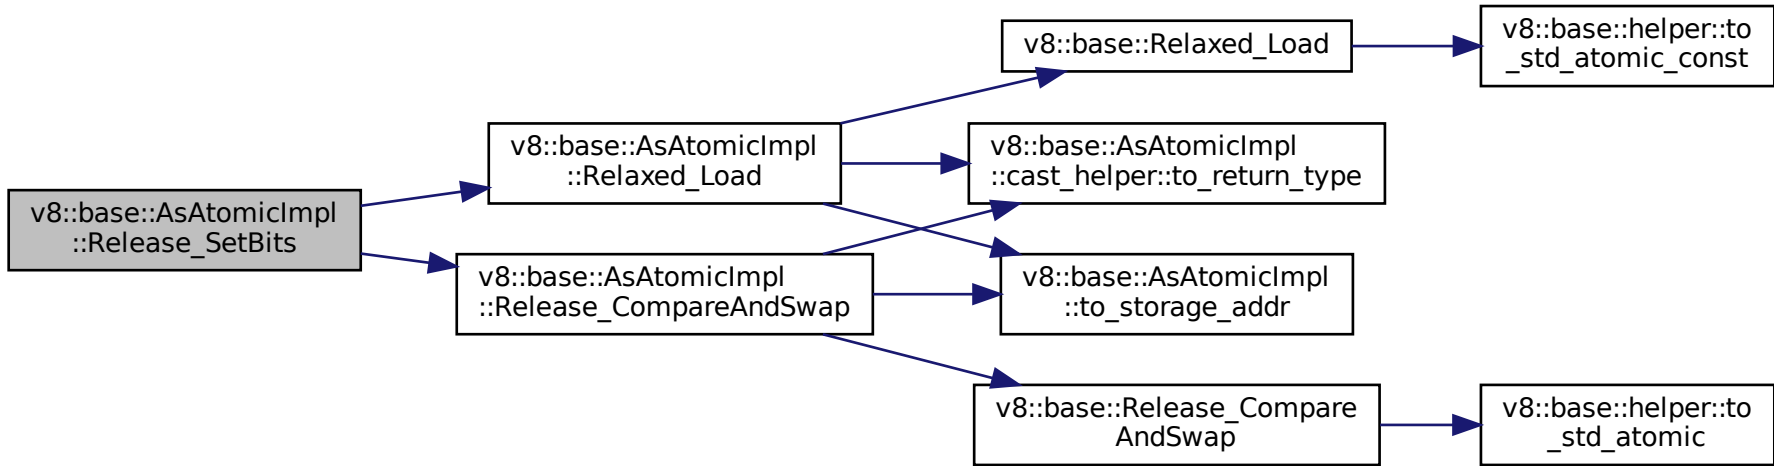 v8::base::AsAtomicImpl
::Release_SetBits
v8::base::AsAtomicImpl
::Relaxed_Load
v8::base::AsAtomicImpl
::Release_CompareAndSwap
v8::base::Relaxed_Load
v8::base::AsAtomicImpl
::cast_helper::to_return_type
v8::base::AsAtomicImpl
::to_storage_addr
v8::base::Release_Compare
AndSwap
v8::base::helper::to
_std_atomic_const
v8::base::helper::to
_std_atomic